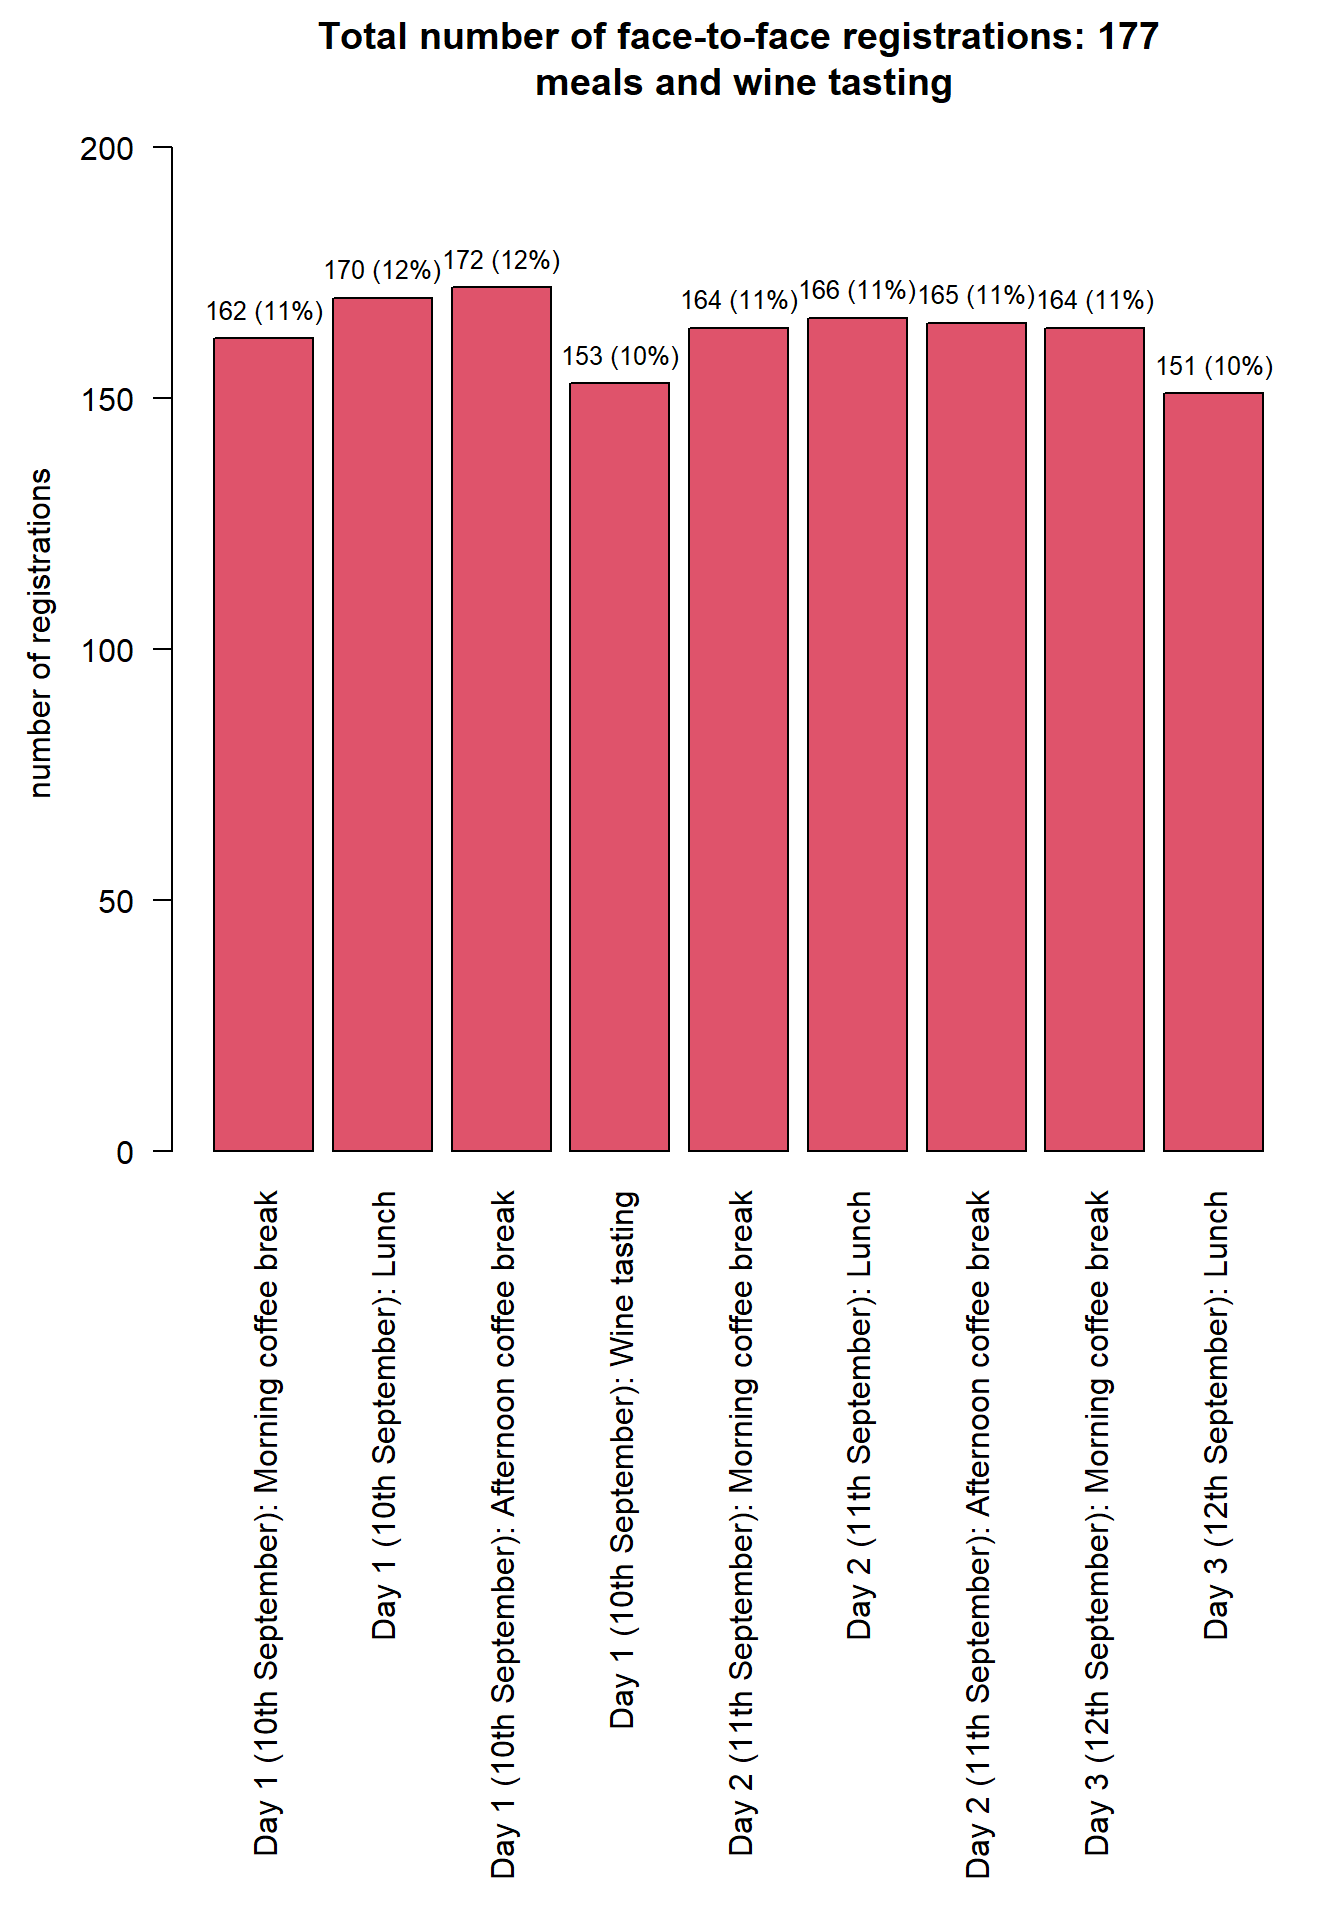 Total number of face-to-face registrations: 177
meals and wine tasting
number of registrations
200
150
100
50
0
162 (11%)
170 (12%)
172 (12%)
153 (10%)
164 (11%)
166 (11%)
165 (11%)
164 (11%)
151 (10%)
Day 1 (10th September): Morning coffee break
Day 1 (10th September): Lunch
Day 1 (10th September): Afternoon coffee break
Day 1 (10th September): Wine tasting
Day 2 (11th September): Morning coffee break
Day 2 (11th September): Lunch
Day 2 (11th September): Afternoon coffee break
Day 3 (12th September): Morning coffee break
Day 3 (12th September): Lunch